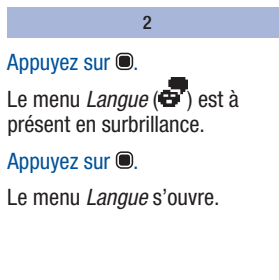 2
Appuyez sur .
Le menu Langue () est à
présent en surbrillance.
Appuyez sur .
Le menu Langue s’ouvre.